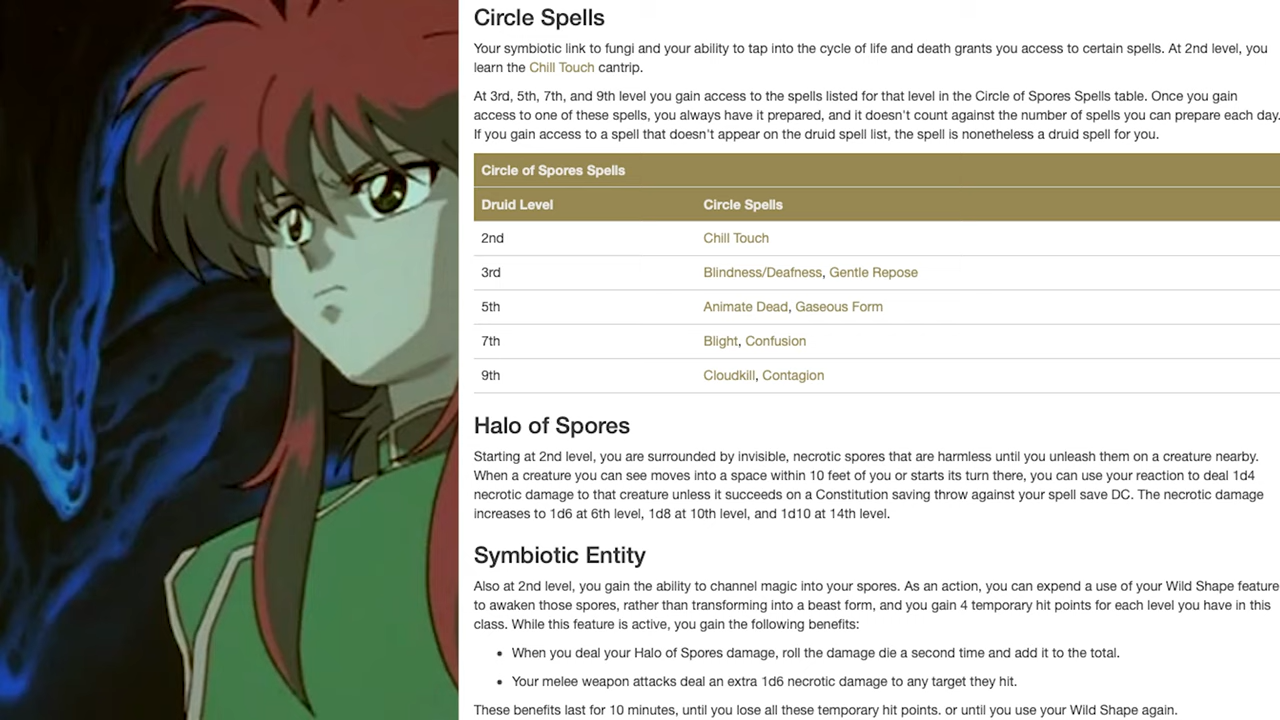 Circle Spells
Your symbiotic link to fungi and your ability to tap into the cycle of life and death grants you access to certain spells. At 2nd level, you
learn the Chill Touch cantrip.
At 3rd, 5th, 7th, and 9th level you gain access to the spells listed for that level in the Circle of Spores Spells table. Once you gain
access to one of these spells, you always have it prepared, and it doesn't count against the number of spells you can prepare each day.
If you gain access to a spell that doesn't appear on the druid spell list, the spell is nonetheless a druid spell for you.
Circle of Spores Spells
Druid Level Circle Spells
2nd Chill Touch
3rd Blindness/Deafness, Gentle Repose
5th Animate Dead, Gaseous Form
7th Blight, Confusion
9th Cloudkill, Contagion
Halo of Spores
Starting at 2nd level, you are surrounded by invisible, necrotic spores that are harmless until you unleash them on a creature nearby.
When a creature you can see moves into a space within 10 feet of you or starts its turn there, you can use your reaction to deal 1d4
necrotic damage to that creature unless it succeeds on a Constitution saving throw against your spell save DC. The necrotic damage
increases to 1d6 at 6th level, 1d8 at 10th level, and 1d10 at 14th level.
Symbiotic Entity
Also at 2nd level, you gain the ability to channel magic into your spores. As an action, you can expend a use of your Wild Shape feature
to awaken those spores, rather than transforming into a beast form, and you gain 4 temporary hit points for each level you have in this
class. While this feature is active, you gain the following benefits:
• When you deal your Halo of Spores damage, roll the damage die a second time and add it to the total.
• Your melee weapon attacks deal an extra 1d6 necrotic damage to any target they hit.
These benefits last for 10 minutes, until you lose all these temporary hit points. or until you use your Wild Shape again.